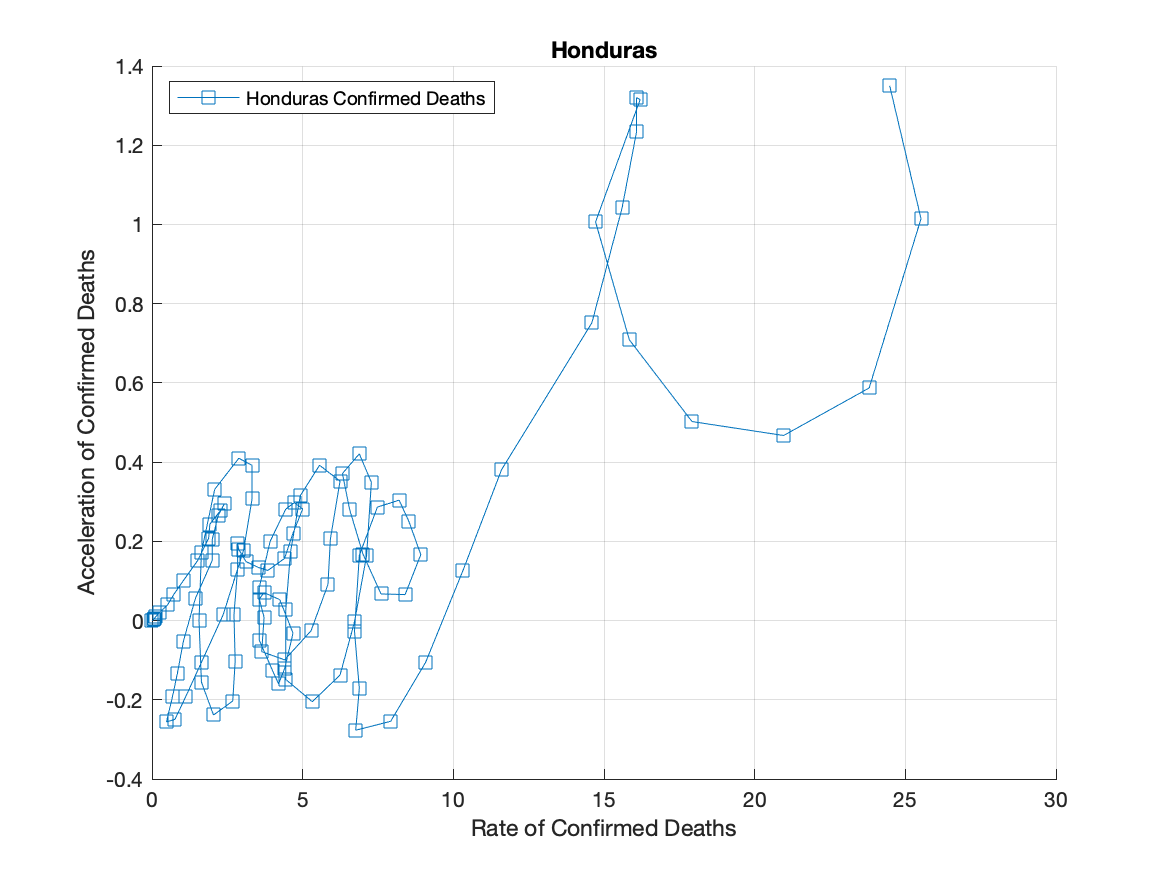 Honduras
Honduras Confirmed Deaths
1.4
1.2
1
0.8
0.6
0.4
0.2
0
-0.2
-0.4
Acceleration of Confirmed Deaths
0 5 10 15 20 25 30
Rate of Confirmed Deaths